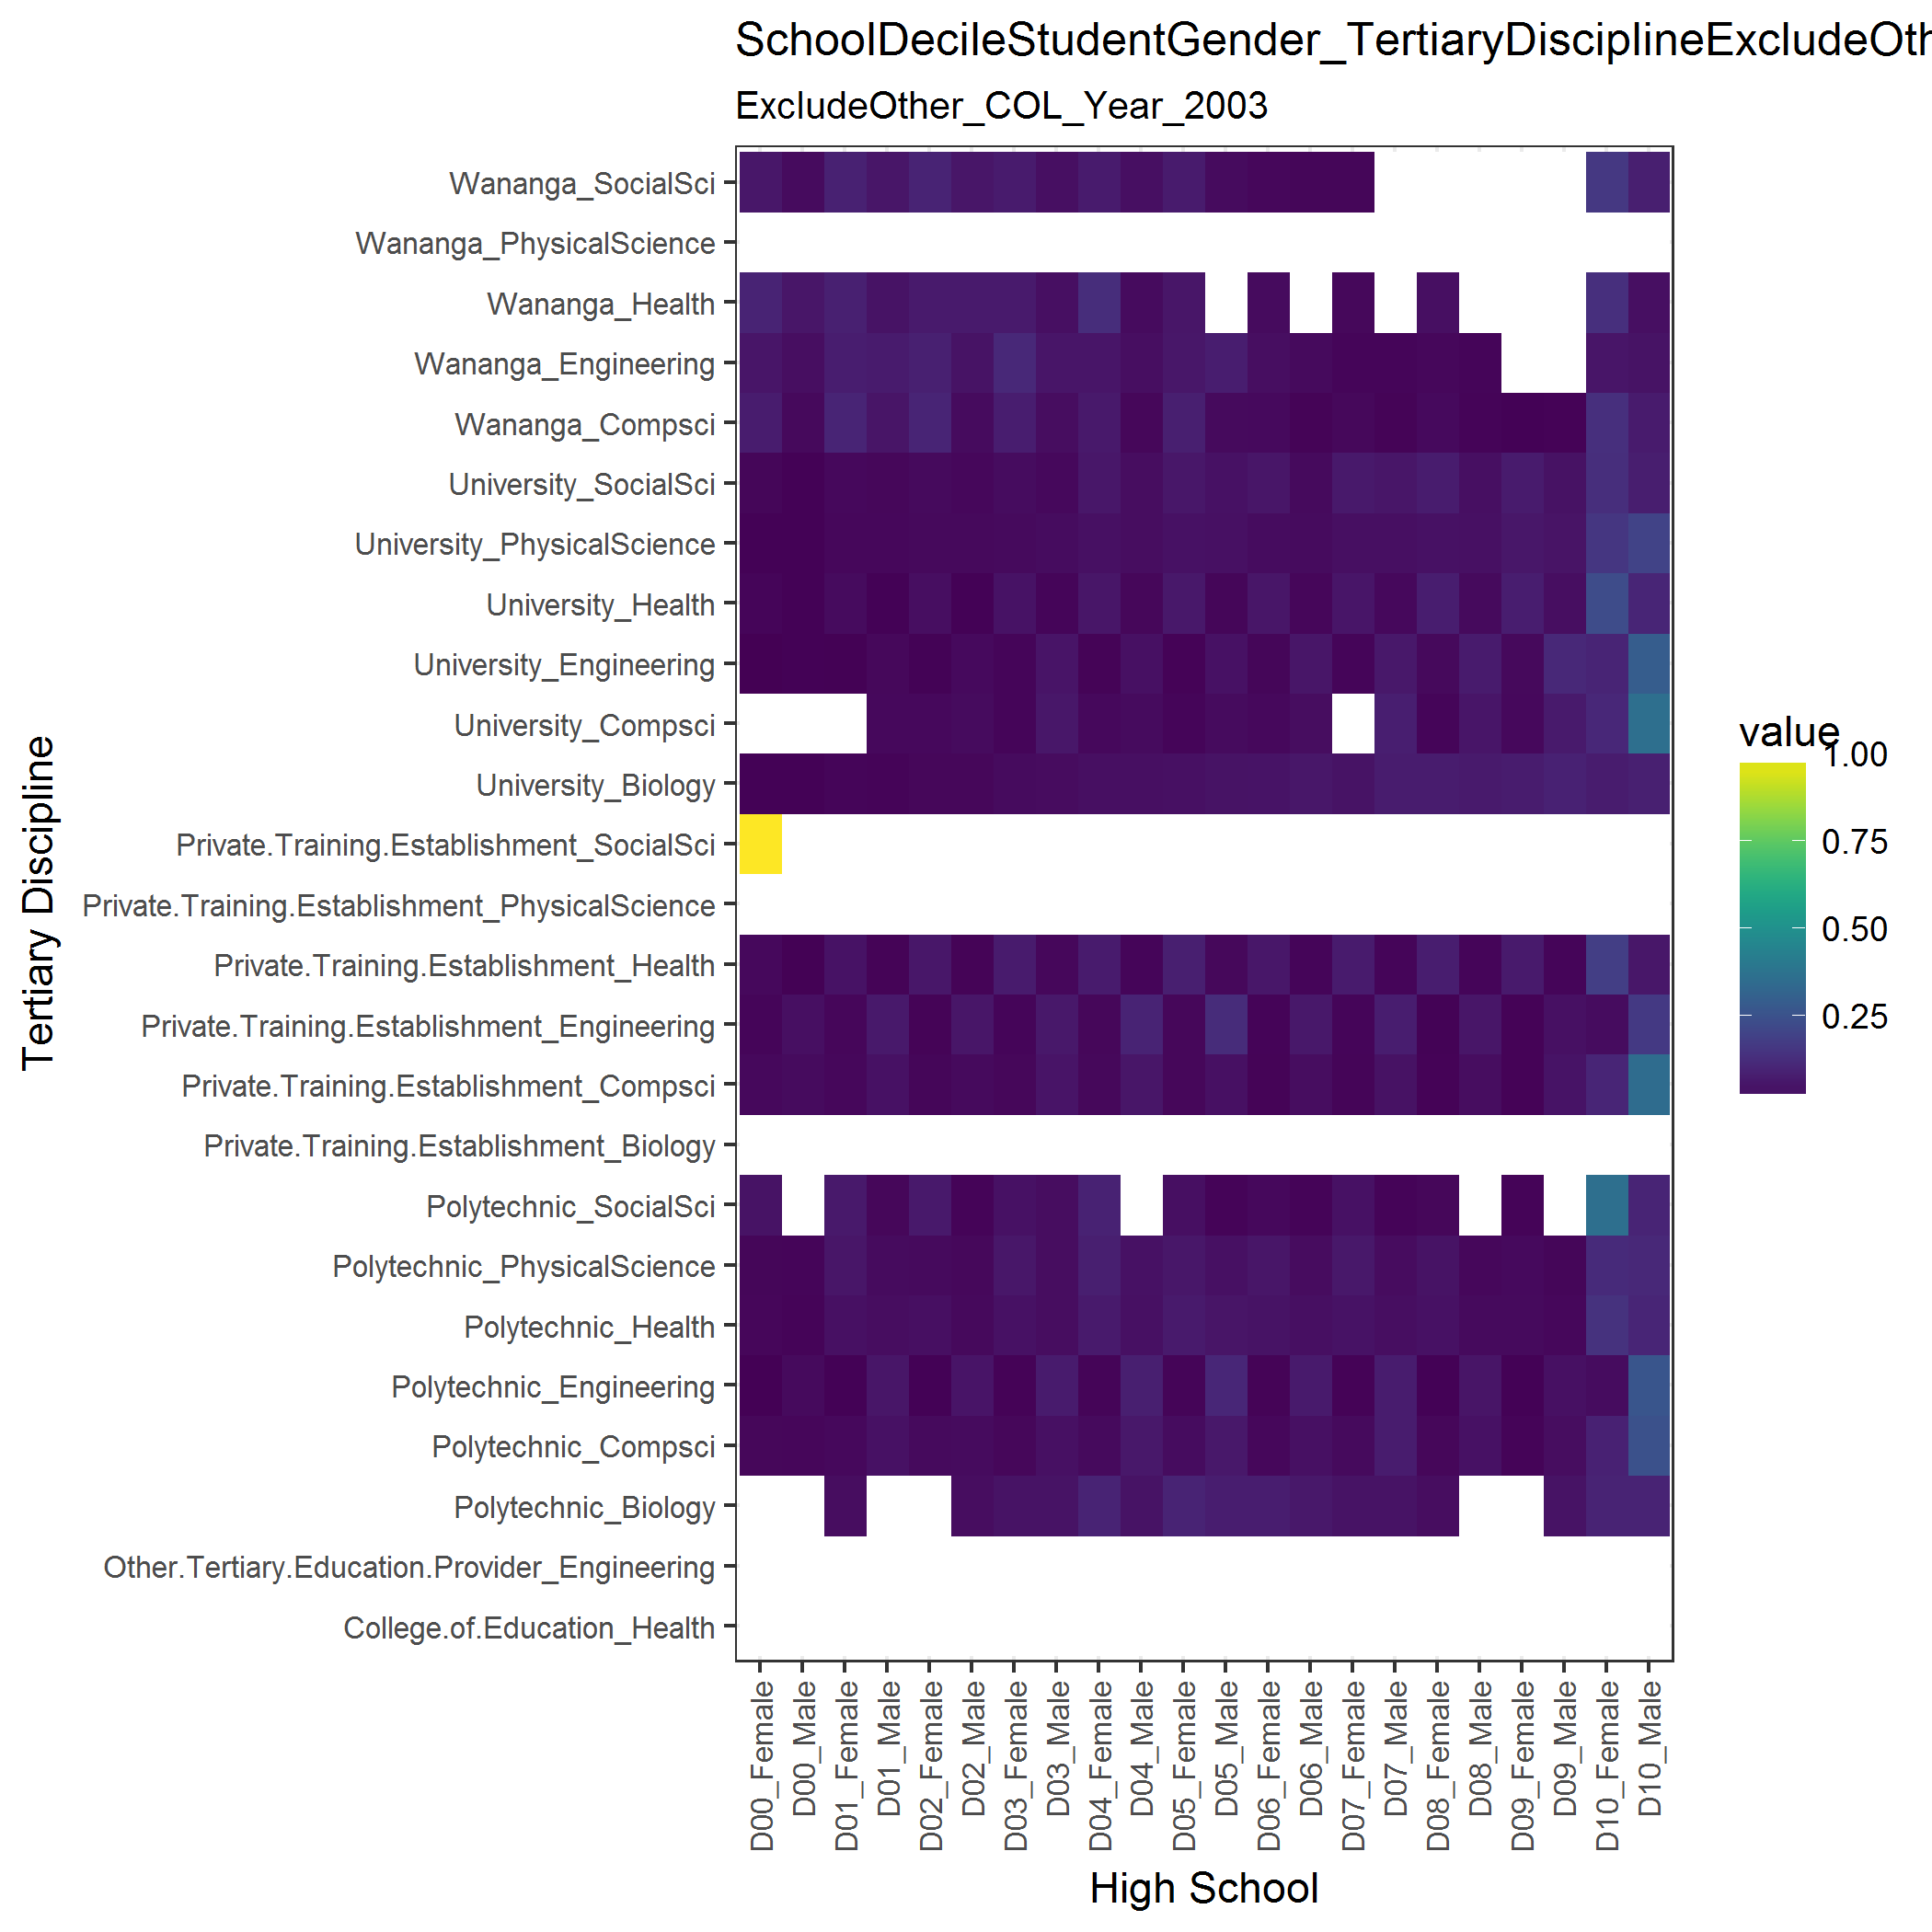 SchoolDecileStudentGender_TertiaryDisciplineExcludeOth
ExcludeOther_COL_Year_2003
Tertiary Discipline
Wananga_SocialSci
Wananga_PhysicalScience
Wananga_Health
Wananga_Engineering
Wananga_Compsci
University_SocialSci
University_PhysicalScience
University_Health
University_Engineering
University_Compsci
University_Biology
Private.Training.Establishment_SocialSci
Private.Training.Establishment_PhysicalScience
Private.Training.Establishment_Health
Private.Training.Establishment_Engineering
Private.Training.Establishment_Compsci
Private.Training.Establishment_Biology
Polytechnic_SocialSci
Polytechnic_PhysicalScience
Polytechnic_Health
Polytechnic_Engineering
Polytechnic_Compsci
Polytechnic_Biology
Other.Tertiary.Education.Provider_Engineering
College.of.Education_Health
D00_Female
D00_Male
D01_Female
D01_Male
D02_Female
D02_Male
D03_Female
D03_Male
D04_Female
D04_Male
D05_Female
D05_Male
D06_Female
D06_Male
D07_Female
D07_Male
D08_Female
D08_Male
D09_Female
D09_Male
D10_Female
D10_Male
High School
value
1.00
0.75
0.50
0.25